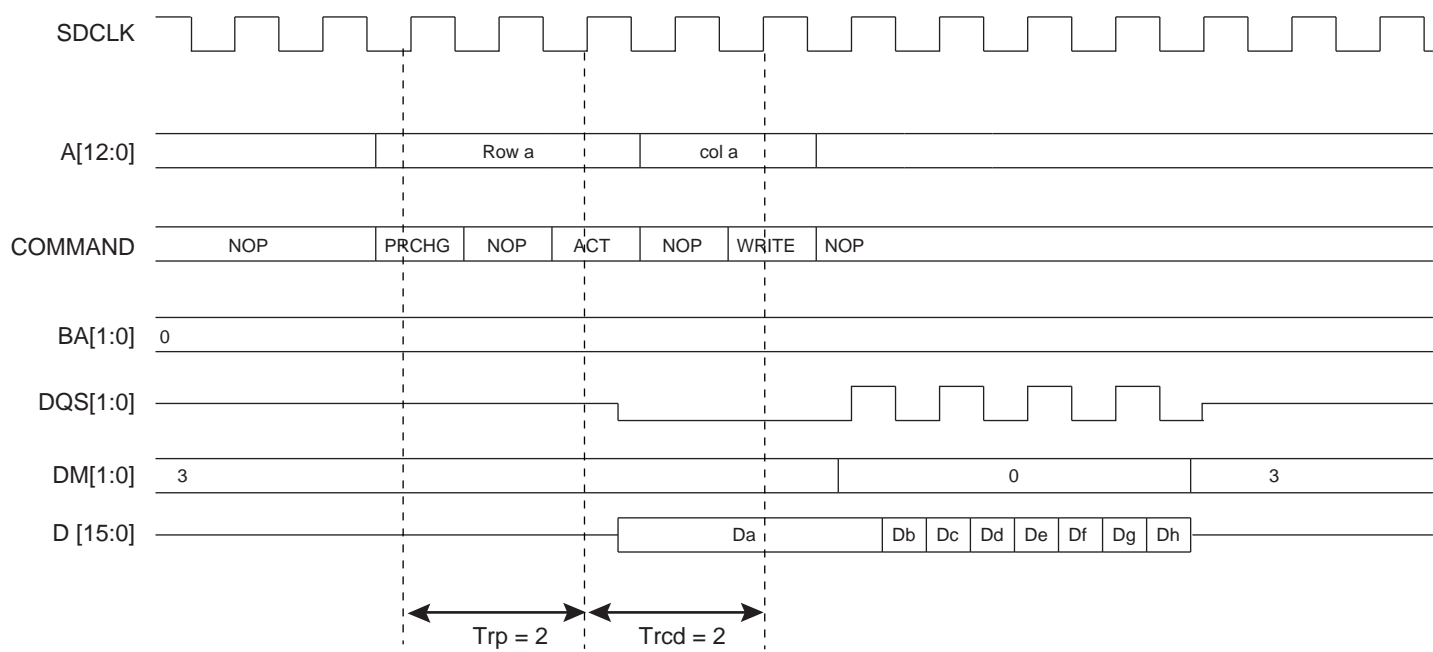 SDCLK
A[12:0] Row a col a
COMMAND NOP PRCHG NOP ACT NOP WRITE NOP
BA[1:0] 0
DQS[1:0]
DM[1:0] 3 0 3
D [15:0] Da Db Dc Dd De Df Dg Dh
Trp = 2 Trcd = 2